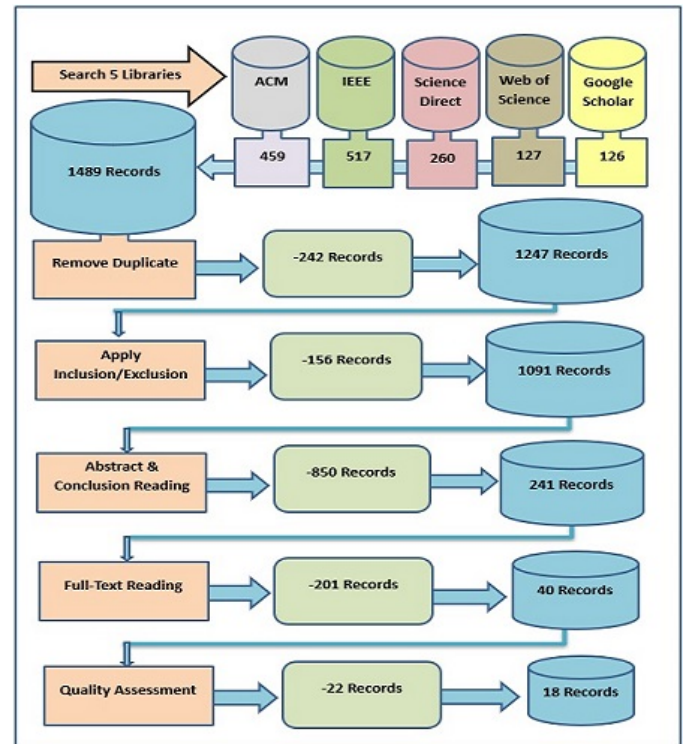 Search 5 Libraries
ACM
IEEE
Science
Direct
Web of
Science
Google
Scholar
459
517
260
127
126
1489 Records
Remove Duplicate
-242 Records
1247 Records
Apply
Inclusion/Exclusion
-156 Records
1091 Records
Abstract &
Conclusion Reading
-850 Records
241 Records
Full-Text Reading
-201 Records
40 Records
Quality Assessment
-22 Records
18 Records